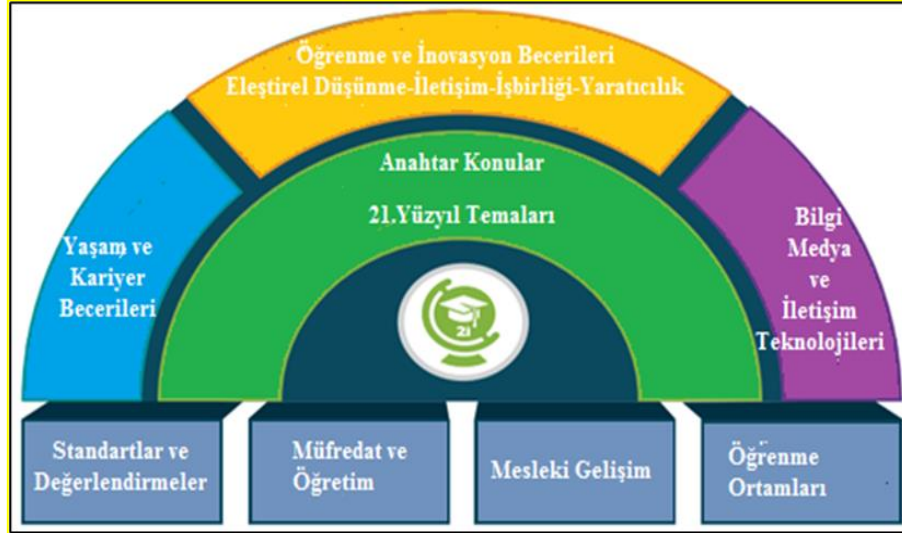 Öğrenme ve İnovasyon Becerileri
Eleştirel Düşünme-İletişim-İşbirliği-Yaratıcılık
Anahtar Konular
21.Yüzyıl Temaları
Yaşam ve
Kariyer
Becerileri
Bilgi
Medya
ve
İletişim
Teknolojileri
21
Standartlar ve
Değerlendirmeler
Müfredat ve
Öğretim
Mesleki Gelişim
Öğrenme
Ortamları